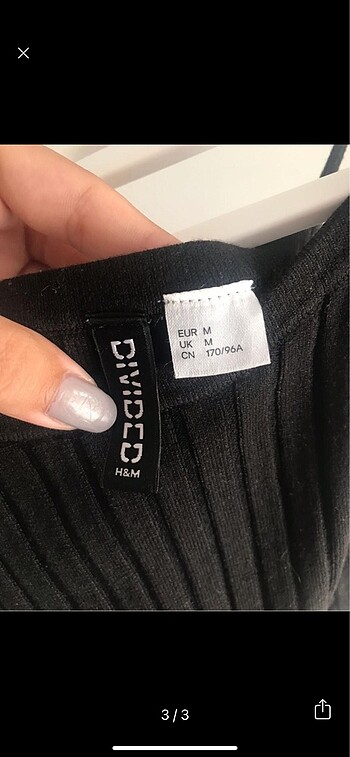 EUR M
UK M
CN 170/96A
DIVIDED
H&M
3/3